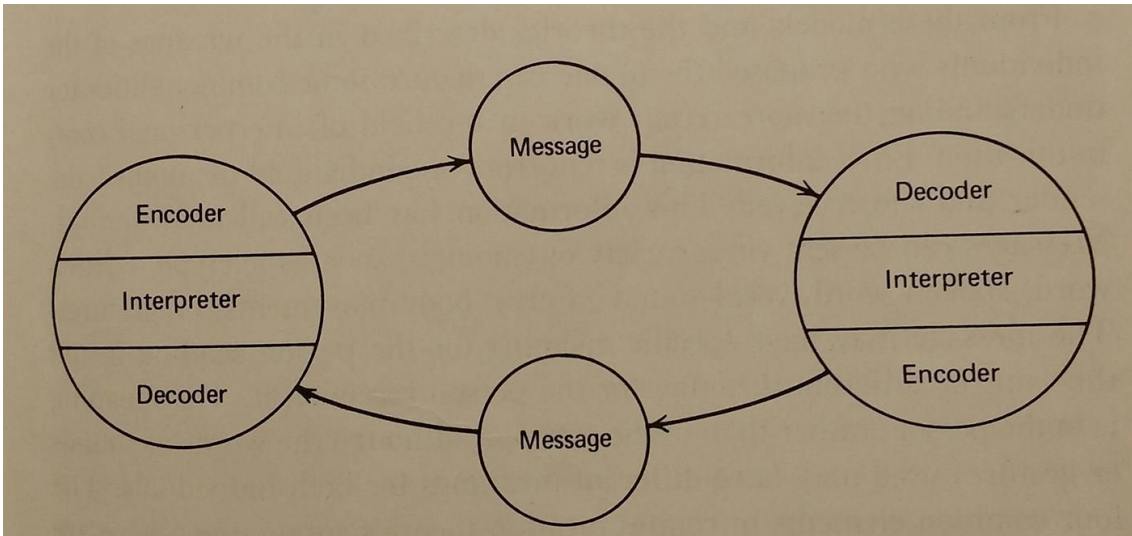 Message
Encoder
Interpreter
Decoder
Decoder
Interpreter
Encoder
Message